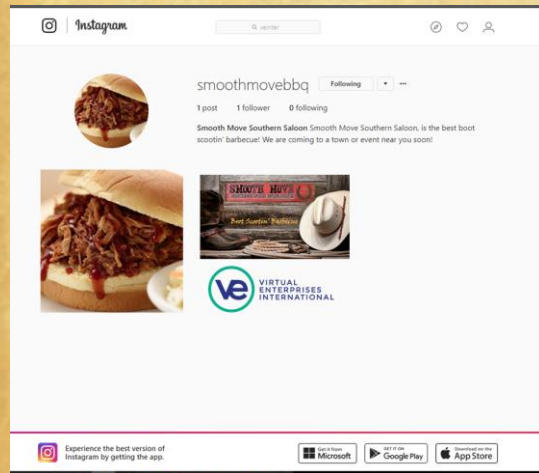 Instagram
smoothmovebbq Following
1 post 1 follower 0 following
Smooth Move Southern Saloon Smooth Move Southern Saloon, is the best boot
scootin' barbecue! We are coming to a town or event near you soon!
SMOOTH MOVE
Boot Scootin' Barbecue
VIRTUAL
ENTERPRISES
INTERNATIONAL
ve
Experience the best version of
Instagram by getting the app.
Get it from
Microsoft
GET IT ON
Google Play
Download on the
App Store